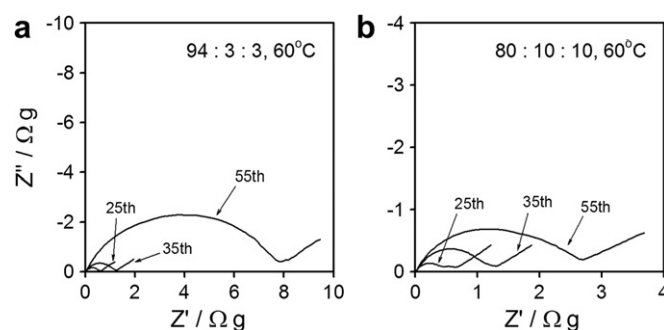 a
94 : 3 : 3, 60°C
-10
-8
-6
-4
-2
0
Z" / Ω g
55th
25th
35th
0 2 4 6 8 10
Z' / Ω g
b
80 : 10 : 10, 60°C
-4
-3
-2
-1
0
25th
35th
55th
0 1 2 3 4
Z' / Ω g